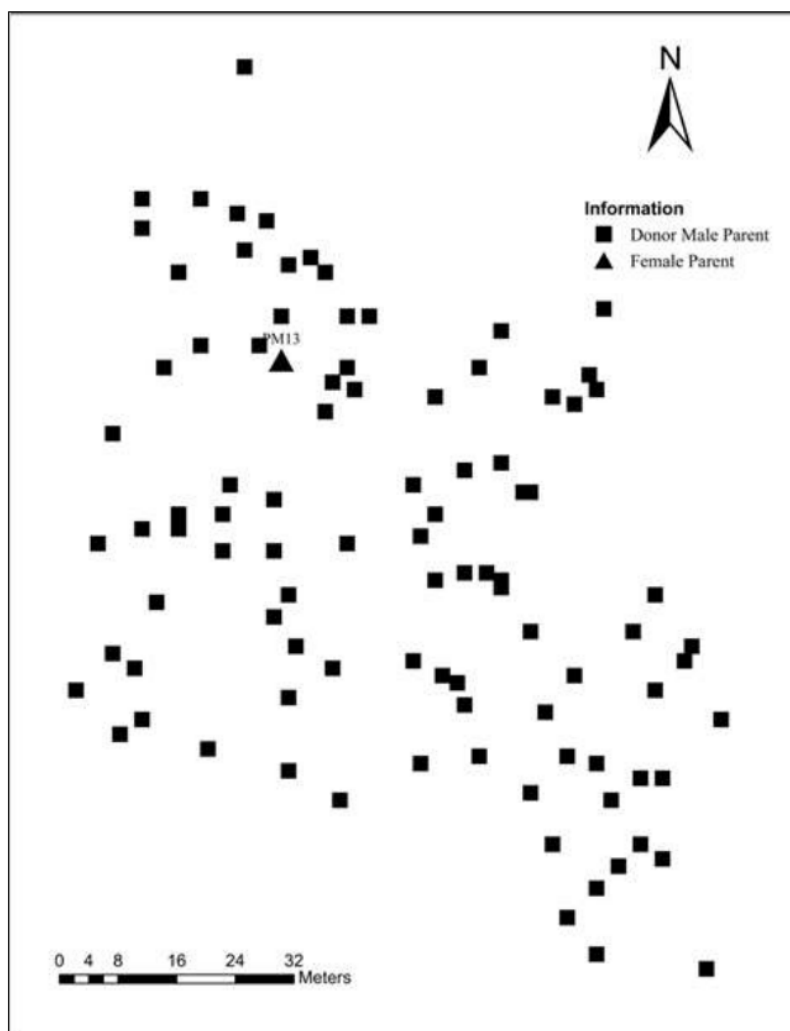 N
Information
Donor Male Parent
Female Parent
PM13
0 4 8 16 24 32
Meters